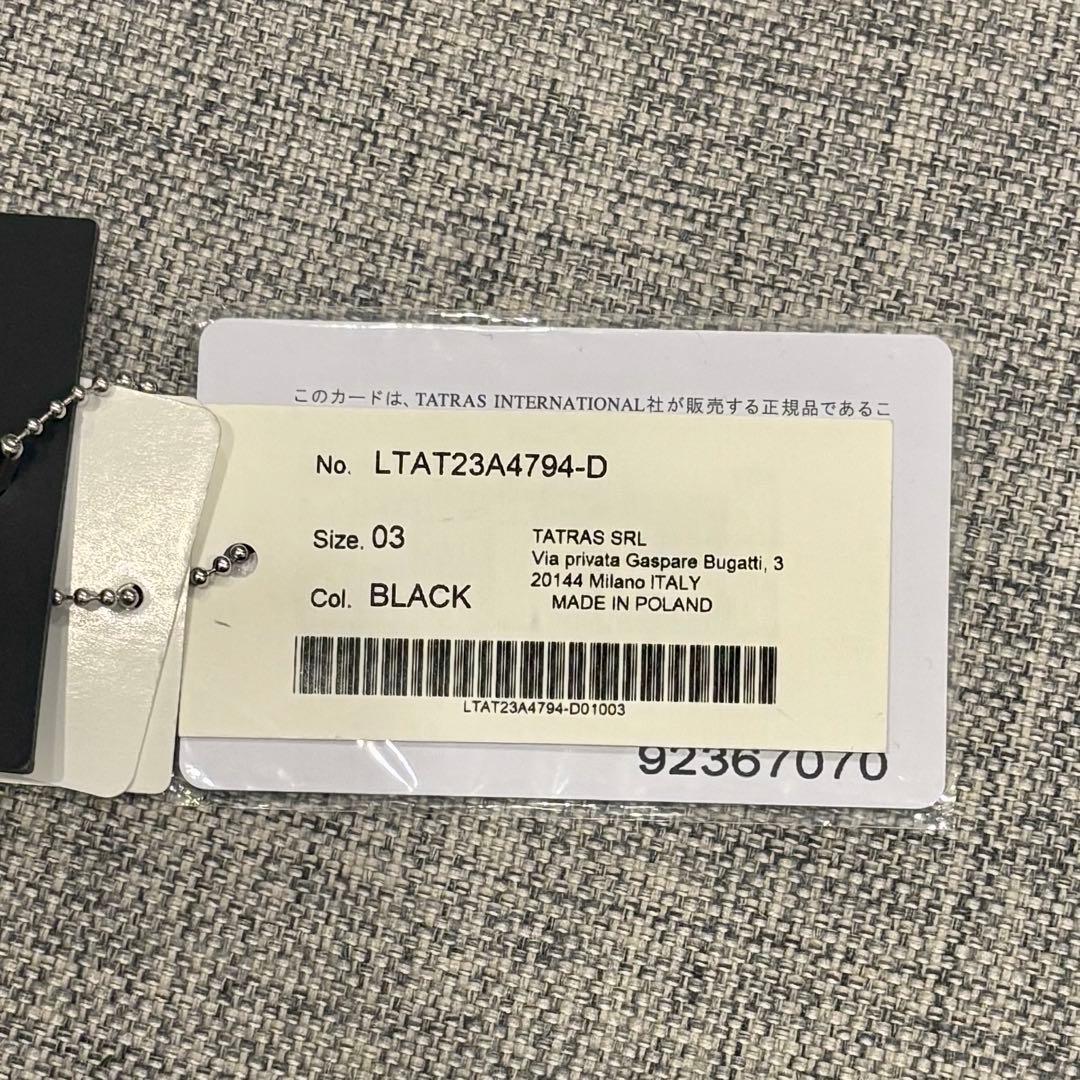 このカードは、TATRAS INTERNATIONAL社が販売する正規品であるこ
No. LTAT23A4794-D
Size. 03
Col. BLACK
TATRAS SRL
Via privata Gaspare Bugatti, 3
20144 Milano ITALY
MADE IN POLAND
LTAT23A4794-D01003
92367070